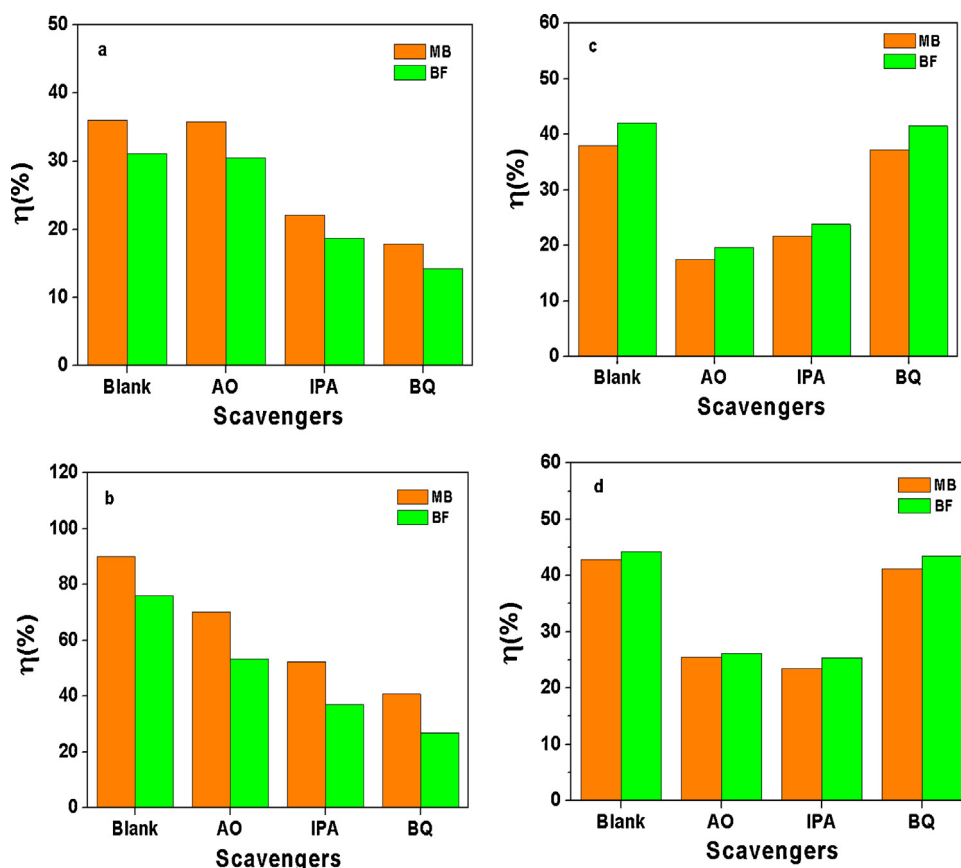 50
40
30
20
10
0
η(%)
a
MB
BF
Blank AO IPA BQ
Scavengers
60
50
40
30
20
10
0
η(%)
c
MB
BF
Blank AO IPA BQ
Scavengers
120
100
80
60
40
20
0
η(%)
b
MB
BF
Blank AO IPA BQ
Scavengers
60
50
40
30
20
10
0
η(%)
d
MB
BF
Blank AO IPA BQ
Scavengers